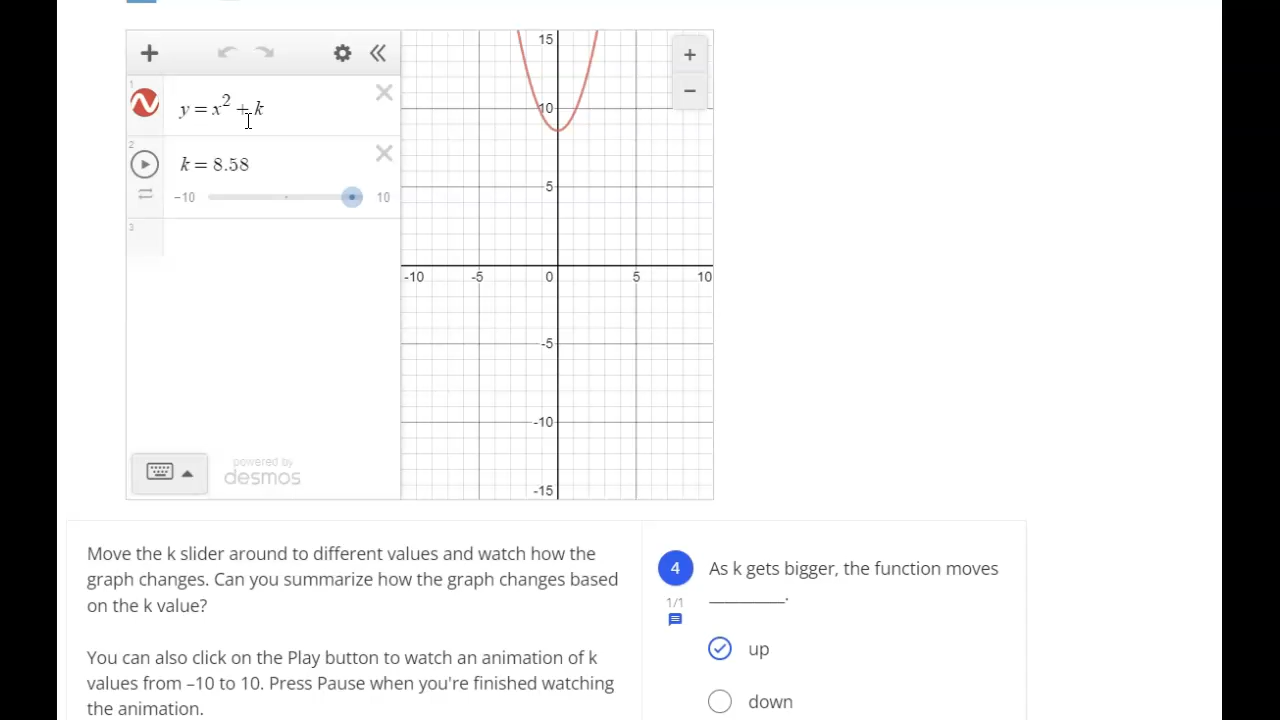 1
y = x² + k
2
k = 8.58
−10
10
3
powered by
desmos
15
10
5
-10
-5
0
5
10
-5
-10
-15
+
−
Move the k slider around to different values and watch how the
graph changes. Can you summarize how the graph changes based
on the k value?
You can also click on the Play button to watch an animation of k
values from –10 to 10. Press Pause when you're finished watching
the animation.
4
As k gets bigger, the function moves
_________.
1/1
up
down